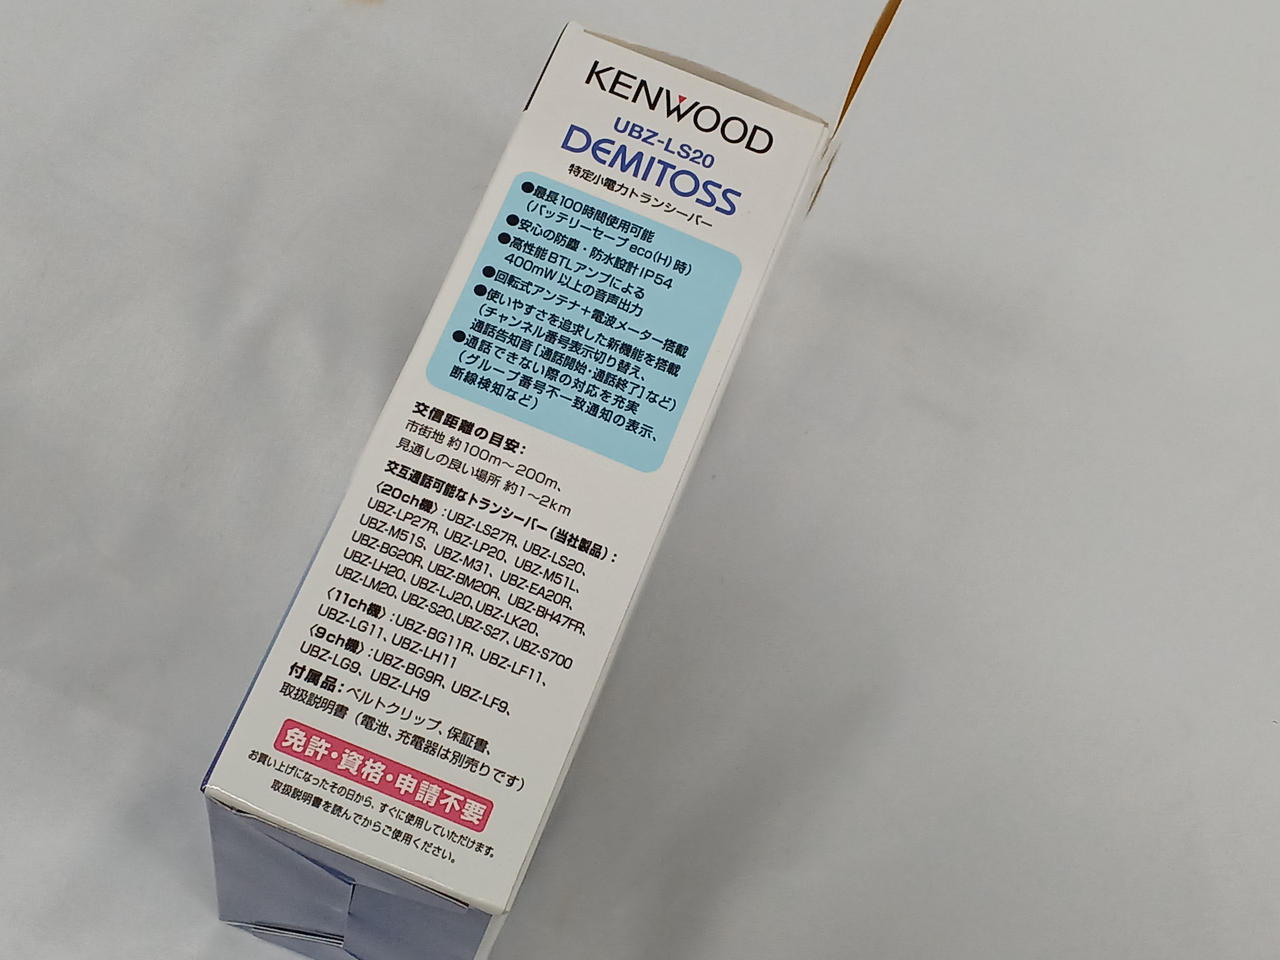 KENWOOD
UBZ-LS20
DEMITOSS
特定小電力トランシーバー
●最長100時間使用可能
(バッテリーセーブeco(H)時)
●安心の防塵・防水設計IP54
●高性能BTLアンプによる
400mW以上の音声出力
●回転式アンテナ+電波メーター搭載
●使いやすさを追求した新機能を搭載
(チャンネル番号表示切り替え、
通話告知音[通話開始・通話終了]など)
●通話できない際の対応を充実
(グループ番号不一致通知の表示、
断線検知など)
交信距離の目安:
市街地 約100m〜200m、
見通しの良い場所 約1〜2km
交互通話可能なトランシーバー(当社製品):
〈20ch機〉:UBZ-LS27R、UBZ-LS20、
UBZ-LP27R、UBZ-LP20、UBZ-M51L、
UBZ-M51S、UBZ-M31、UBZ-EA20R、
UBZ-BG20R、UBZ-BM20R、UBZ-BH47FR、
UBZ-LH20、UBZ-LJ20、UBZ-LK20、
UBZ-LM20、UBZ-S20、UBZ-S27、UBZ-S700
〈11ch機〉:UBZ-BG11R、UBZ-LF11、
UBZ-LG11、UBZ-LH11
〈9ch機〉:UBZ-BG9R、UBZ-LF9、
UBZ-LG9、UBZ-LH9
付属品:ベルトクリップ、保証書、
取扱説明書(電池、充電器は別売りです)
免許・資格・申請不要
お買い上げになったその日から、すぐに使用していただけます。
取扱説明書を読んでからご使用ください。